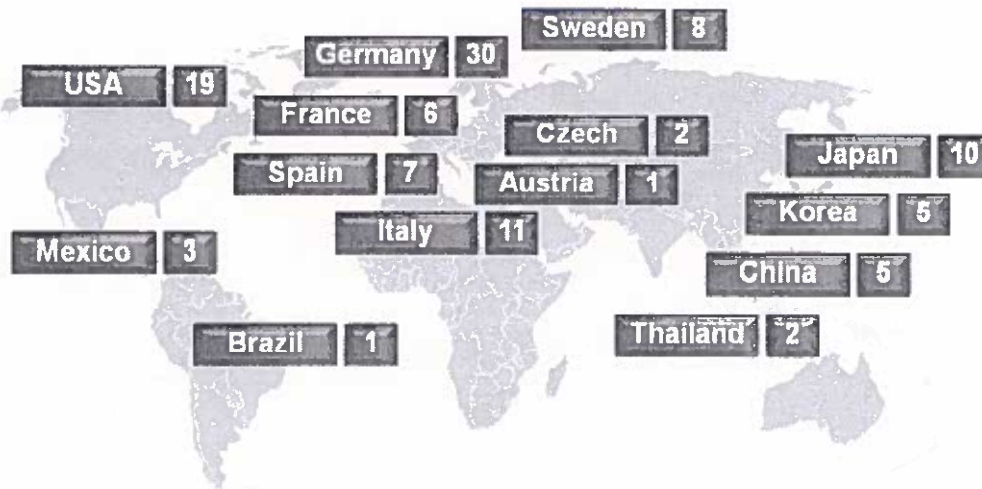 Sweden 8
Germany 30
USA 19
France 6
Czech 2
Japan 10
Spain 7
Austria 1
Korea 5
Italy 11
Mexico 3
China 5
Thailand 2
Brazil 1